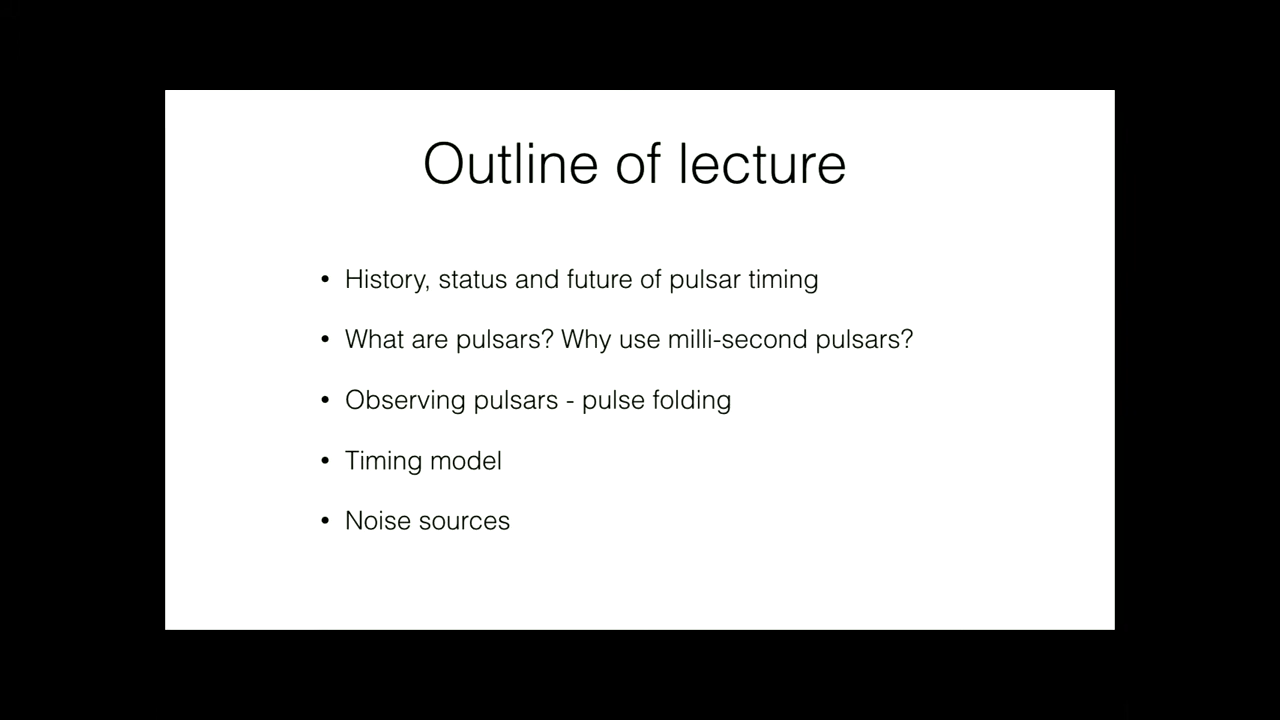 Outline of lecture
• History, status and future of pulsar timing
• What are pulsars? Why use milli-second pulsars?
• Observing pulsars - pulse folding
• Timing model
• Noise sources